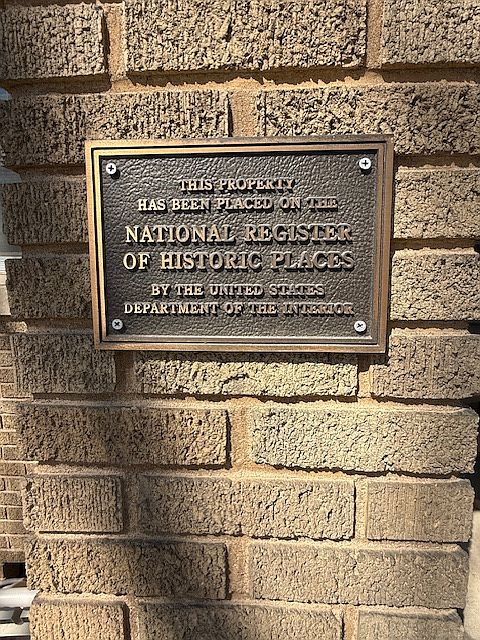 THIS PROPERTY
HAS BEEN PLACED ON THE
NATIONAL REGISTER
OF HISTORIC PLACES
BY THE UNITED STATES
DEPARTMENT OF THE INTERIOR